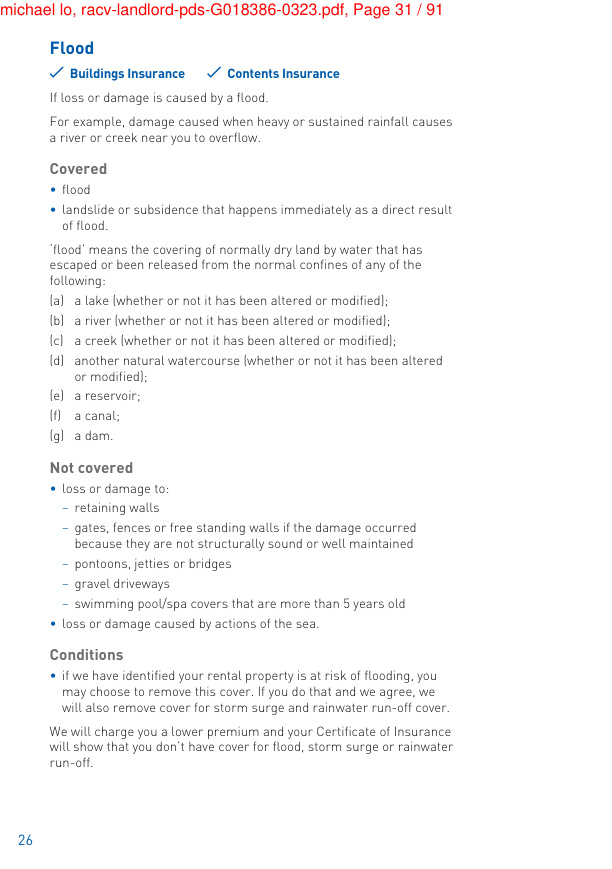 michael lo, racv-landlord-pds-G018386-0323.pdf, Page 31 / 91
Flood
✓ Buildings Insurance ✓ Contents Insurance
If loss or damage is caused by a flood.
For example, damage caused when heavy or sustained rainfall causes
a river or creek near you to overflow.
Covered
• flood
• landslide or subsidence that happens immediately as a direct result
of flood.
‘flood’ means the covering of normally dry land by water that has
escaped or been released from the normal confines of any of the
following:
(a) a lake (whether or not it has been altered or modified);
(b) a river (whether or not it has been altered or modified);
(c) a creek (whether or not it has been altered or modified);
(d) another natural watercourse (whether or not it has been altered
or modified);
(e) a reservoir;
(f) a canal;
(g) a dam.
Not covered
• loss or damage to:
– retaining walls
– gates, fences or free standing walls if the damage occurred
because they are not structurally sound or well maintained
– pontoons, jetties or bridges
– gravel driveways
– swimming pool/spa covers that are more than 5 years old
• loss or damage caused by actions of the sea.
Conditions
• if we have identified your rental property is at risk of flooding, you
may choose to remove this cover. If you do that and we agree, we
will also remove cover for storm surge and rainwater run-off cover.
We will charge you a lower premium and your Certificate of Insurance
will show that you don’t have cover for flood, storm surge or rainwater
run-off.
26